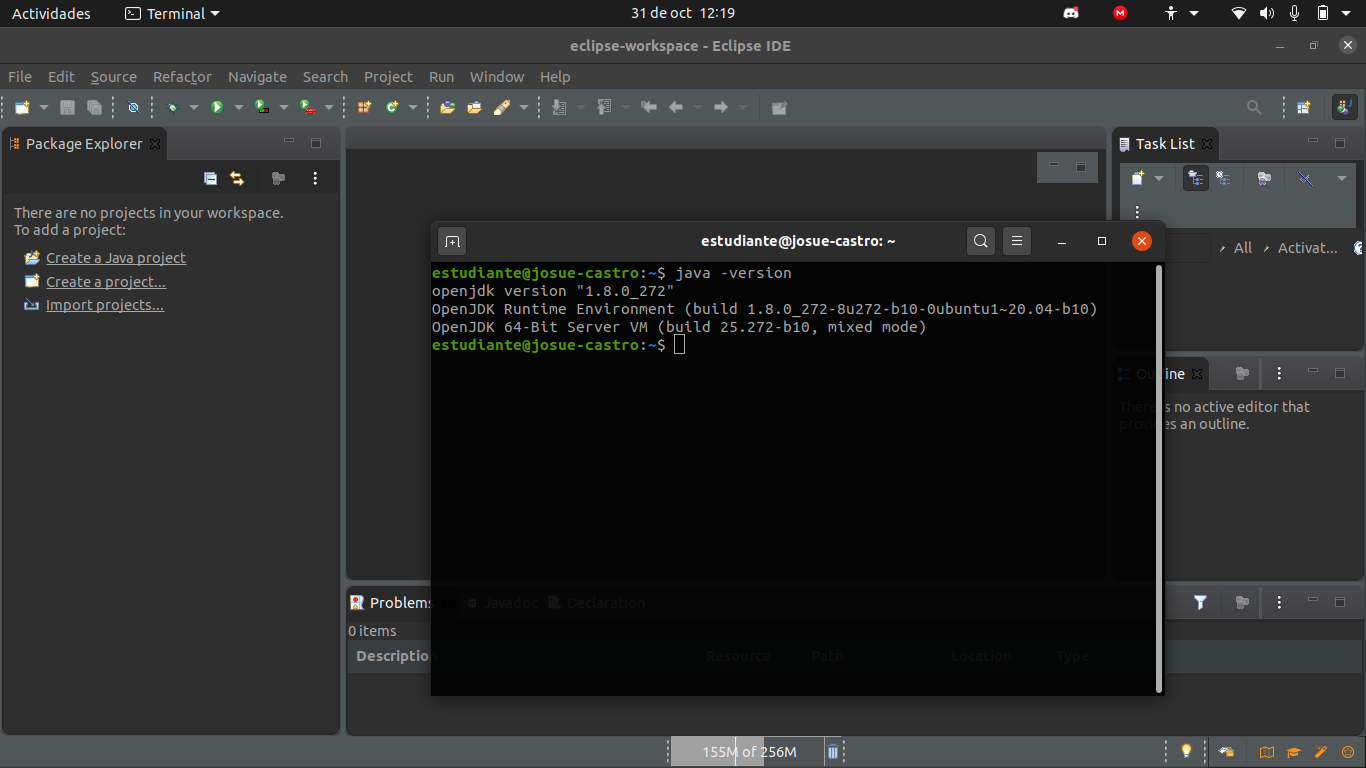 Actividades Terminal 31 de oct 12:19
eclipse-workspace - Eclipse IDE
File Edit Source Refactor Navigate Search Project Run Window Help
Package Explorer
There are no projects in your workspace.
To add a project:
Create a Java project
Create a project...
Import projects...
Task List
All Activat...
estudiante@josue-castro: ~
estudiante@josue-castro:~$ java -version
openjdk version "1.8.0_272"
OpenJDK Runtime Environment (build 1.8.0_272-8u272-b10-0ubuntu1~20.04-b10)
OpenJDK 64-Bit Server VM (build 25.272-b10, mixed mode)
estudiante@josue-castro:~$
Outline
There is no active editor that
provides an outline.
Problems Javadoc Declaration
0 items
Description Resource Path Location Type
155M of 256M